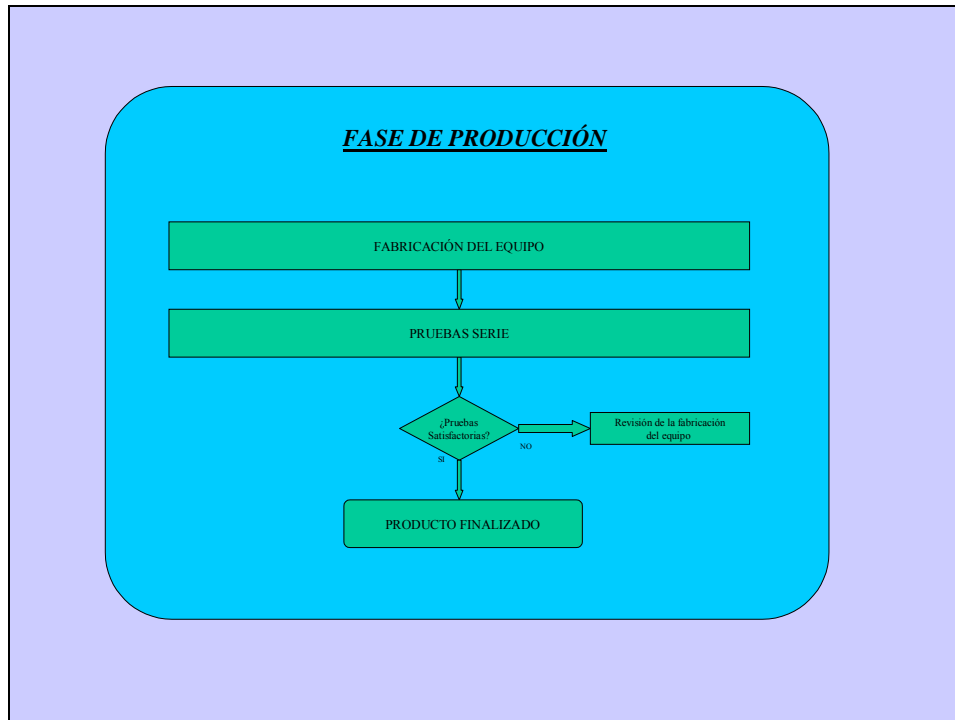 FASE DE PRODUCCIÓN
FABRICACIÓN DEL EQUIPO
PRUEBAS SERIE
¿Pruebas
Satisfactorias?
Revisión de la fabricación
del equipo
NO
SI
PRODUCTO FINALIZADO